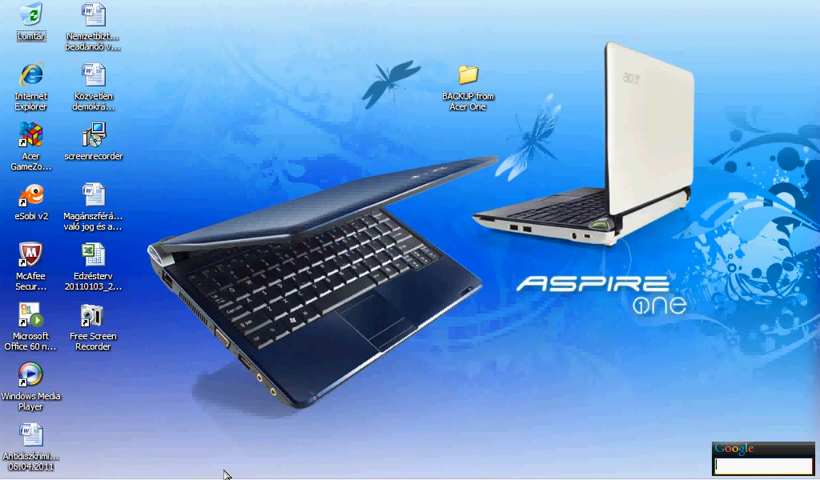 Lomtár
Internet
Explorer
Acer
GameZo...
eSobi v2
McAfee
Secur...
Microsoft
Office 60 n...
Windows Media
Player
Antidiszkrimi...
06.04.2011
Nemzetbizt...
beadandó v...
Közvetlen
demokra...
screenrecorder
Magánszférá...
való jog és a...
Edzésterv
20110103_2...
Free Screen
Recorder
BACKUP from
Acer One
acer
ASPIRE
one
Google